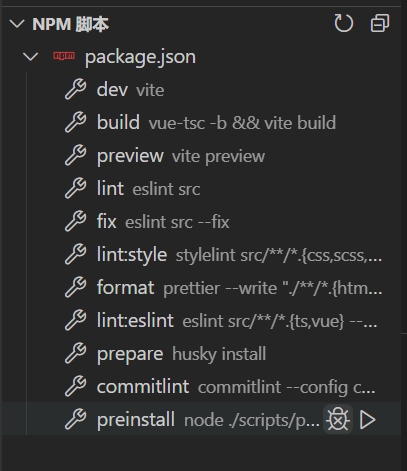 NPM 脚本
npm package.json
dev vite
build vue-tsc -b && vite build
preview vite preview
lint eslint src
fix eslint src --fix
lint:style stylelint src/**/*.{css,scss,...
format prettier --write "./**/*.{htm...
lint:eslint eslint src/**/*.{ts,vue} --...
prepare husky install
commitlint commitlint --config c...
preinstall node ./scripts/p...